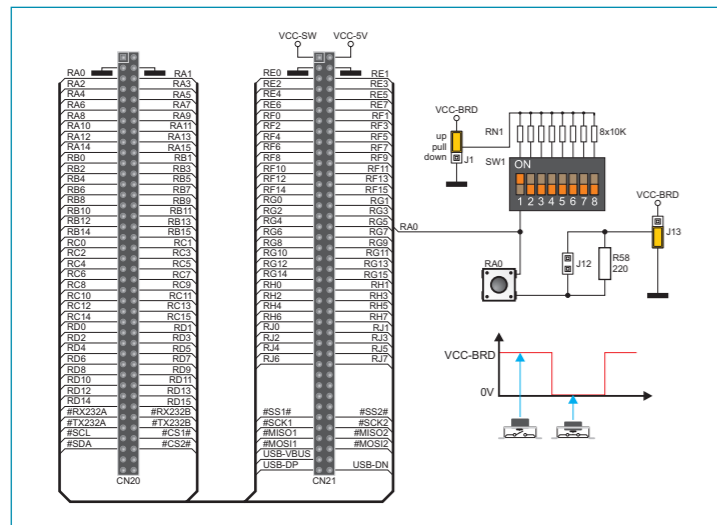 VCC-SW VCC-5V
RA0 RA1
RA2 RA3
RA4 RA5
RA6 RA7
RA8 RA9
RA10 RA11
RA12 RA13
RA14 RA15
RB0 RB1
RB2 RB3
RB4 RB5
RB6 RB7
RB8 RB9
RB10 RB11
RB12 RB13
RB14 RB15
RC0 RC1
RC2 RC3
RC4 RC5
RC6 RC7
RC8 RC9
RC10 RC11
RC12 RC13
RC14 RC15
RD0 RD1
RD2 RD3
RD4 RD5
RD6 RD7
RD8 RD9
RD10 RD11
RD12 RD13
RD14 RD15
#RX232A #RX232B
#TX232A #TX232B
#SCL #CS1#
#SDA #CS2#
CN20
RE0 RE1
RE2 RE3
RE4 RE5
RE6 RE7
RF0 RF1
RF2 RF3
RF4 RF5
RF6 RF7
RF8 RF9
RF10 RF11
RF12 RF13
RF14 RF15
RG0 RG1
RG2 RG3
RG4 RG5
RG6 RG7
RG8 RG9
RG10 RG11
RG12 RG13
RG14 RG15
RH0 RH1
RH2 RH3
RH4 RH5
RH6 RH7
RJ0 RJ1
RJ2 RJ3
RJ4 RJ5
RJ6 RJ7
#SS1# #SS2#
#SCK1 #SCK2
#MISO1 #MISO2
#MOSI1 #MOSI2
USB-VBUS
USB-DP USB-DN
CN21
VCC-BRD
up
pull
down
J1
RN1 8x10K
SW1
ON
1 2 3 4 5 6 7 8
RA0
VCC-BRD
J13
J12
R58
220
RA0
VCC-BRD
0V